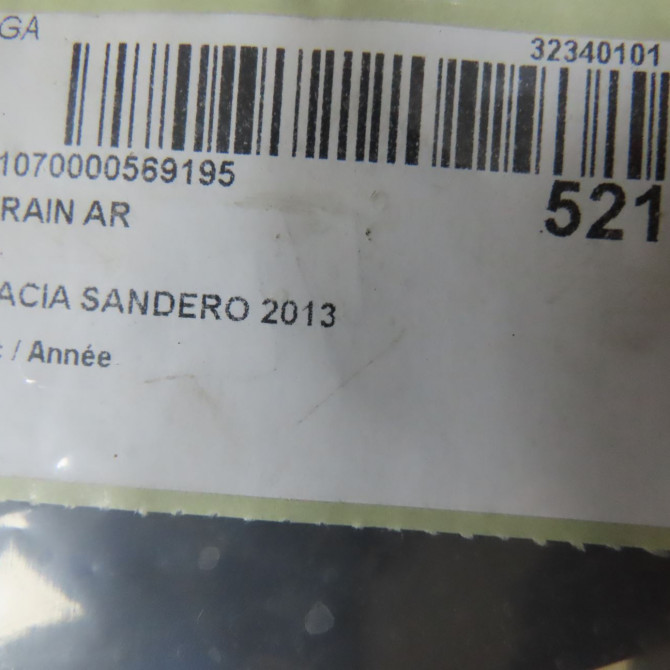 GA
32340101
1070000569195
521
RAIN AR
ACIA SANDERO 2013
/ Année